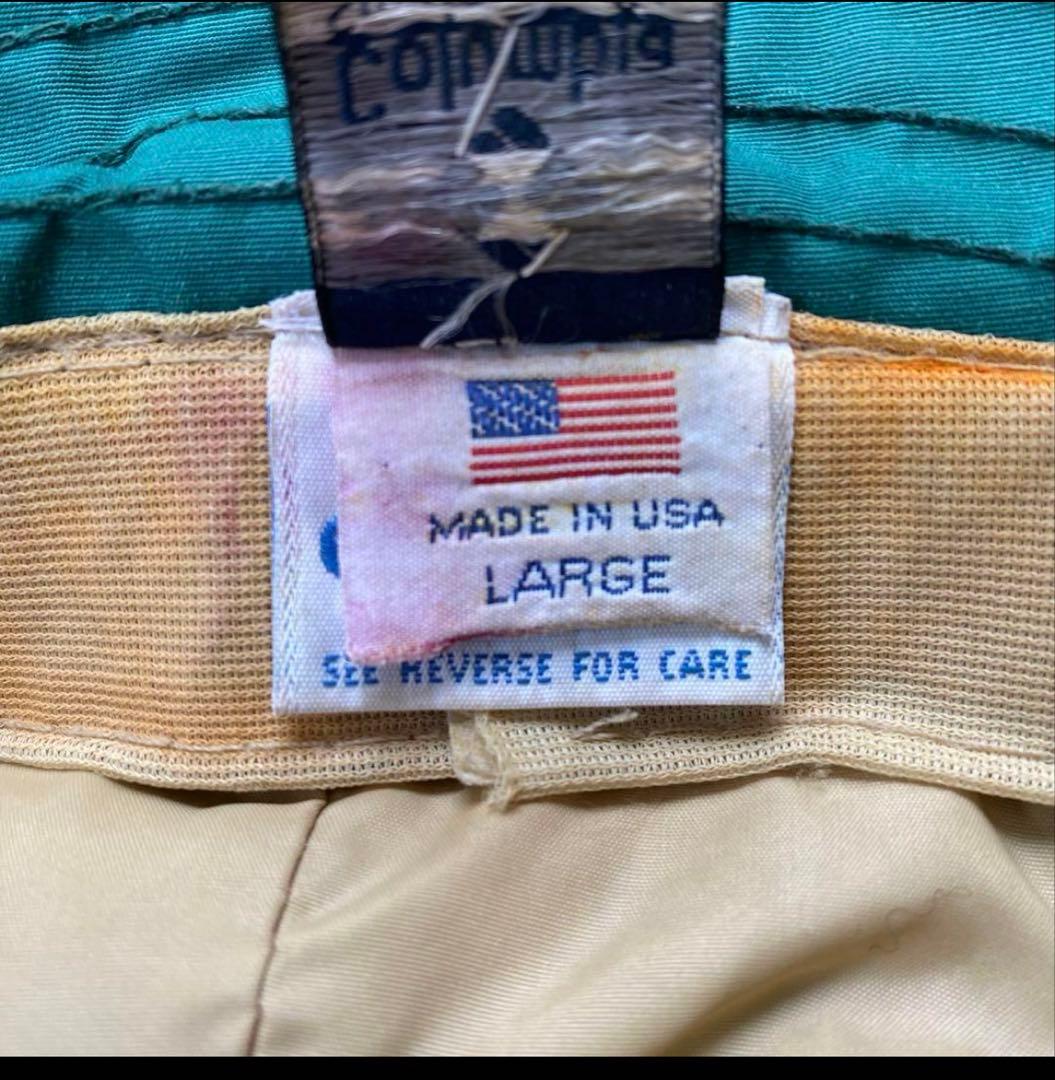 Columbia
MADE IN USA
LARGE
SEE REVERSE FOR CARE